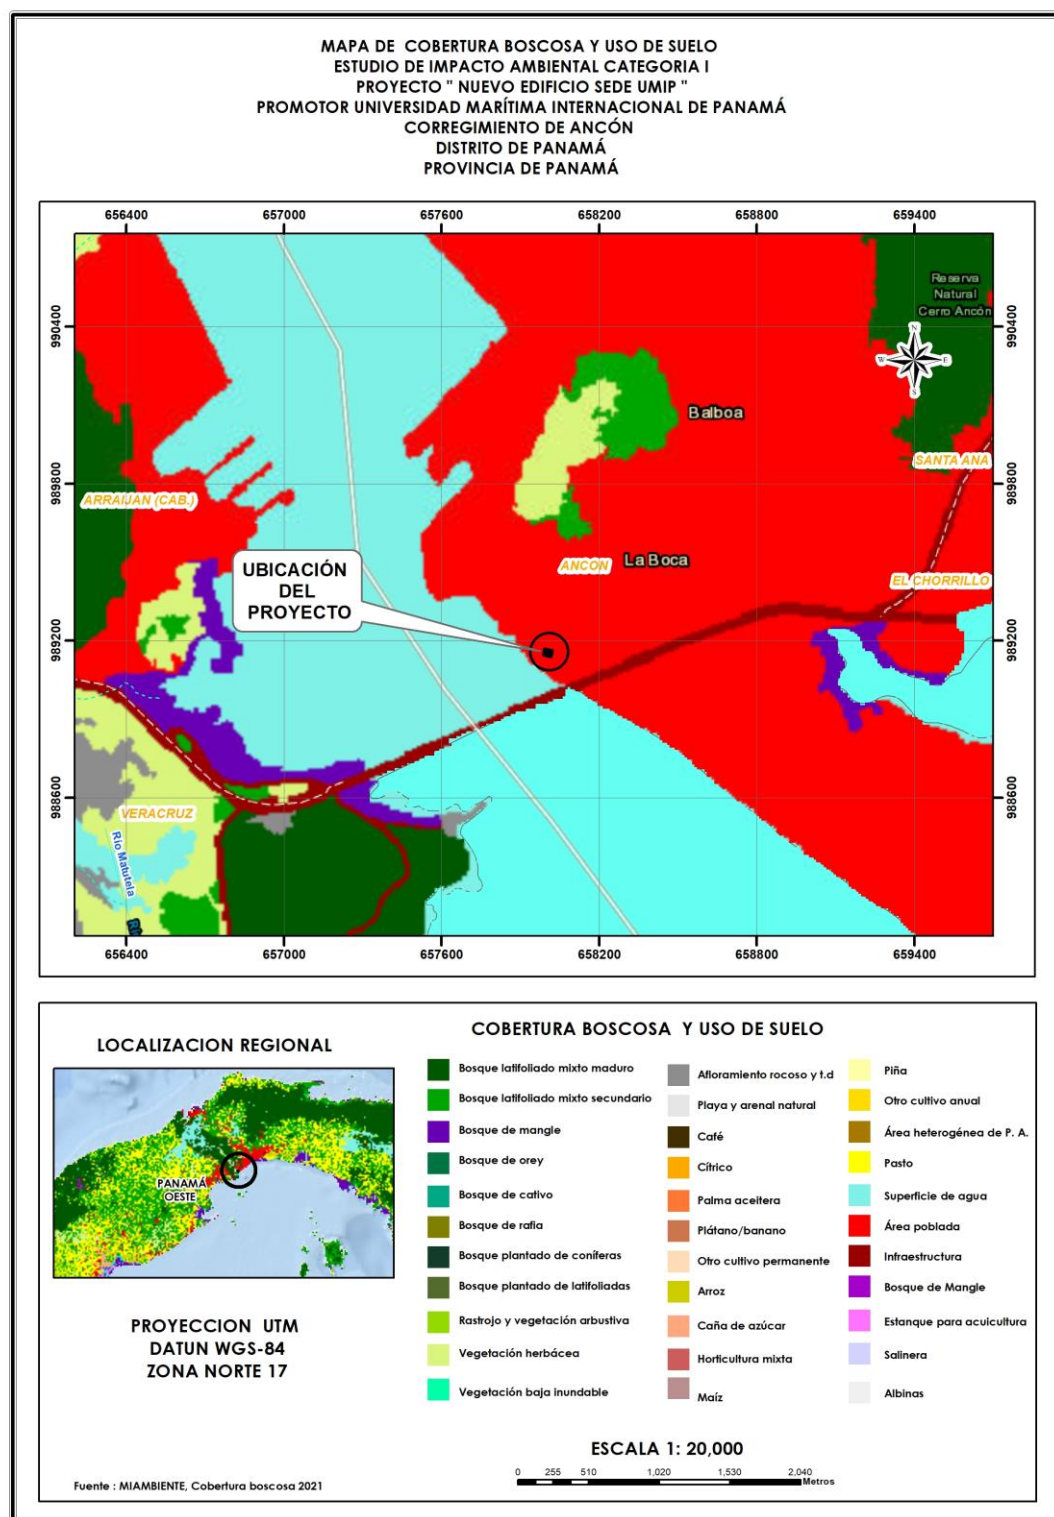 MAPA DE COBERTURA BOSCOSA Y USO DE SUELO
ESTUDIO DE IMPACTO AMBIENTAL CATEGORIA I
PROYECTO " NUEVO EDIFICIO SEDE UMIP "
PROMOTOR UNIVERSIDAD MARÍTIMA INTERNACIONAL DE PANAMÁ
CORREGIMIENTO DE ANCÓN
DISTRITO DE PANAMÁ
PROVINCIA DE PANAMÁ
656400 657000 657600 658200 658800 659400
990400
989800
989200
988600
Reserva
Natural
Cerro Ancón
N
W E
S
990400
989800
989200
988600
Balboa
SANTA ANA
ARRAIJAN (CAB.)
UBICACIÓN
DEL
PROYECTO
ANCON
La Boca
EL CHORRILLO
VERACRUZ
Río Matutela
656400 657000 657600 658200 658800 659400
LOCALIZACION REGIONAL
PANAMÁ
OESTE
PROYECCION UTM
DATUN WGS-84
ZONA NORTE 17
Fuente : MIAMBIENTE, Cobertura boscosa 2021
COBERTURA BOSCOSA Y USO DE SUELO
Bosque latifoliado mixto maduro
Bosque latifoliado mixto secundario
Bosque de mangle
Bosque de orey
Bosque de cativo
Bosque de rafia
Bosque plantado de coníferas
Bosque plantado de latifoliadas
Rastrojo y vegetación arbustiva
Vegetación herbácea
Vegetación baja inundable
Afloramiento rocoso y t.d
Playa y arenal natural
Café
Cítrico
Palma aceitera
Plátano/banano
Otro cultivo permanente
Arroz
Caña de azúcar
Horticultura mixta
Maíz
Piña
Otro cultivo anual
Área heterogénea de P. A.
Pasto
Superficie de agua
Área poblada
Infraestructura
Bosque de Mangle
Estanque para acuicultura
Salinera
Albinas
ESCALA 1: 20,000
0 255 510 1,020 1,530 2,040
Metros